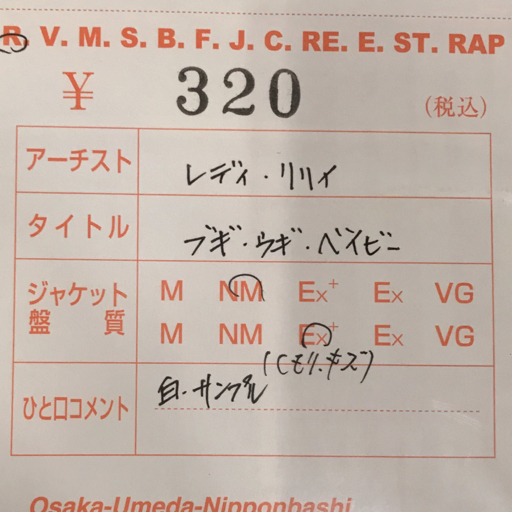 R. V. M. S. B. F. J. C. RE. E. ST. RAP
¥ 320 (税込)
アーチスト レディ・リリィ
タイトル ブギ・ウギ・ベイビー
ジャケット M NM Ex+ Ex VG
盤質 M NM Ex+ Ex VG
(くもり、キズ)
ひと口コメント 白・サンプル
Osaka-Umeda-Nipponbashi